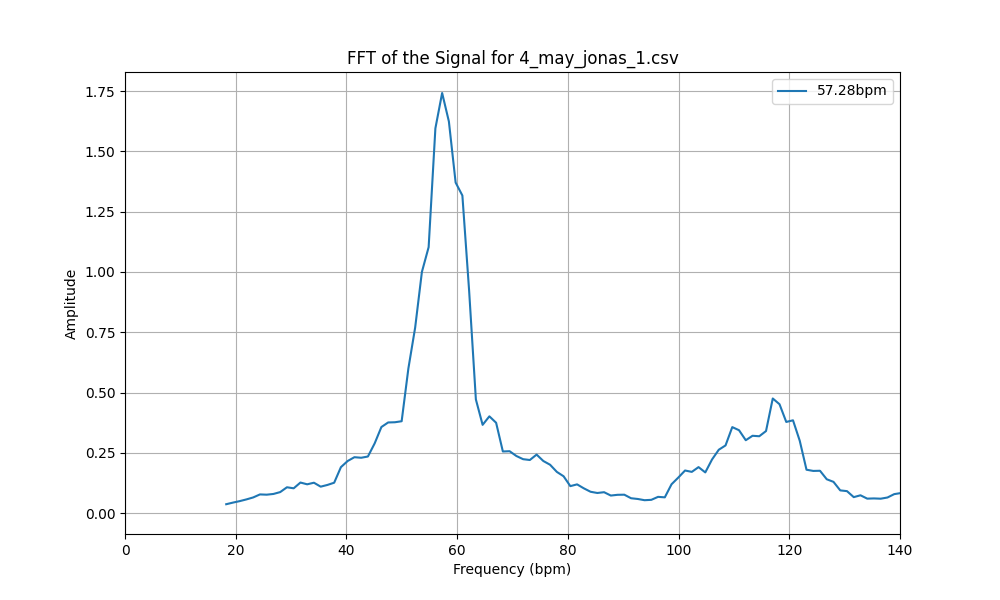 FFT of the Signal for 4_may_jonas_1.csv
57.28bpm
1.75
1.50
1.25
1.00
0.75
0.50
0.25
0.00
Amplitude
0 20 40 60 80 100 120 140
Frequency (bpm)